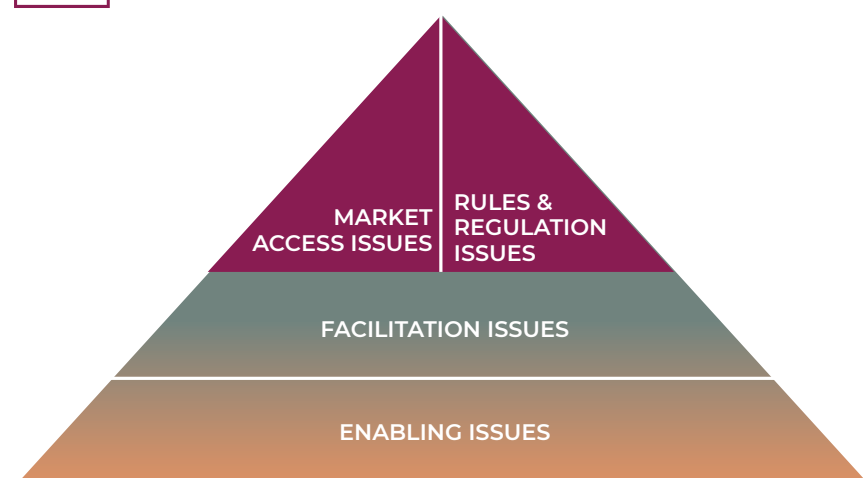 MARKET
ACCESS ISSUES
RULES &
REGULATION
ISSUES
FACILITATION ISSUES
ENABLING ISSUES